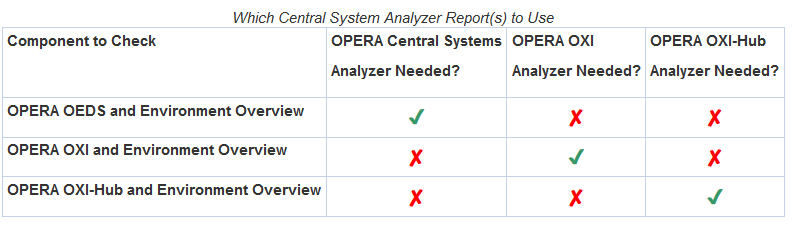 Which Central System Analyzer Report(s) to Use
Component to Check
OPERA Central Systems
Analyzer Needed?
OPERA OXI
Analyzer Needed?
OPERA OXI-Hub
Analyzer Needed?
OPERA OEDS and Environment Overview
✓ ✗ ✗
OPERA OXI and Environment Overview
✗ ✓ ✗
OPERA OXI-Hub and Environment Overview
✗ ✗ ✓